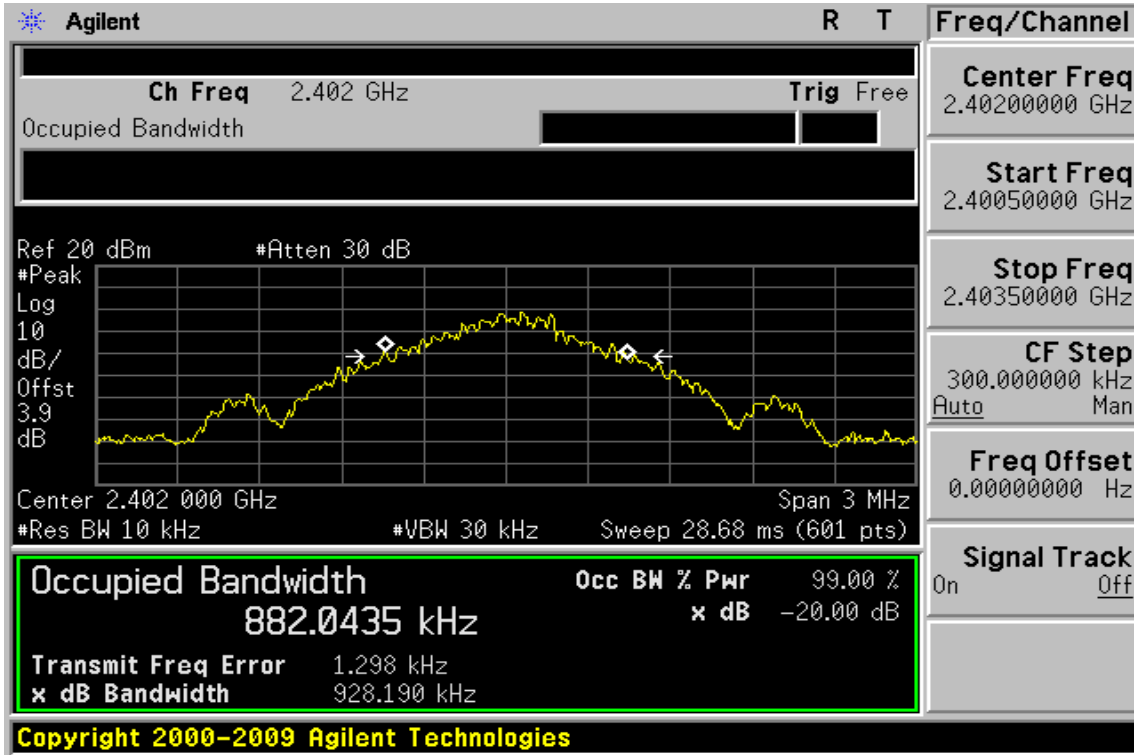 Agilent R T
Freq/Channel
Ch Freq 2.402 GHz Trig Free
Occupied Bandwidth
Center Freq
2.40200000 GHz
Start Freq
2.40050000 GHz
Stop Freq
2.40350000 GHz
CF Step
300.000000 kHz
Auto Man
Freq Offset
0.00000000 Hz
Signal Track
On Off
Ref 20 dBm #Atten 30 dB
#Peak
Log
10
dB/
Offst
3.9
dB
Center 2.402 000 GHz Span 3 MHz
#Res BW 10 kHz #VBW 30 kHz Sweep 28.68 ms (601 pts)
Occupied Bandwidth Occ BW % Pwr 99.00 %
882.0435 kHz x dB -20.00 dB
Transmit Freq Error 1.298 kHz
x dB Bandwidth 928.190 kHz
Copyright 2000-2009 Agilent Technologies